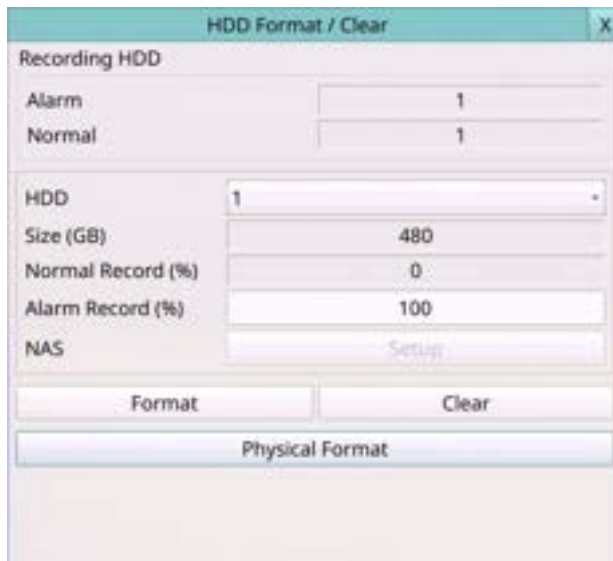 HDD Format / Clear X
Recording HDD
Alarm 1
Normal 1
HDD 1
Size (GB) 480
Normal Record (%) 0
Alarm Record (%) 100
NAS Setup
Format Clear
Physical Format